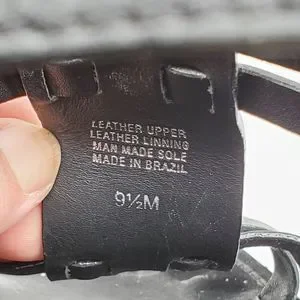 LEATHER UPPER
LEATHER LINNING
MAN MADE SOLE
MADE IN BRAZIL
9½M